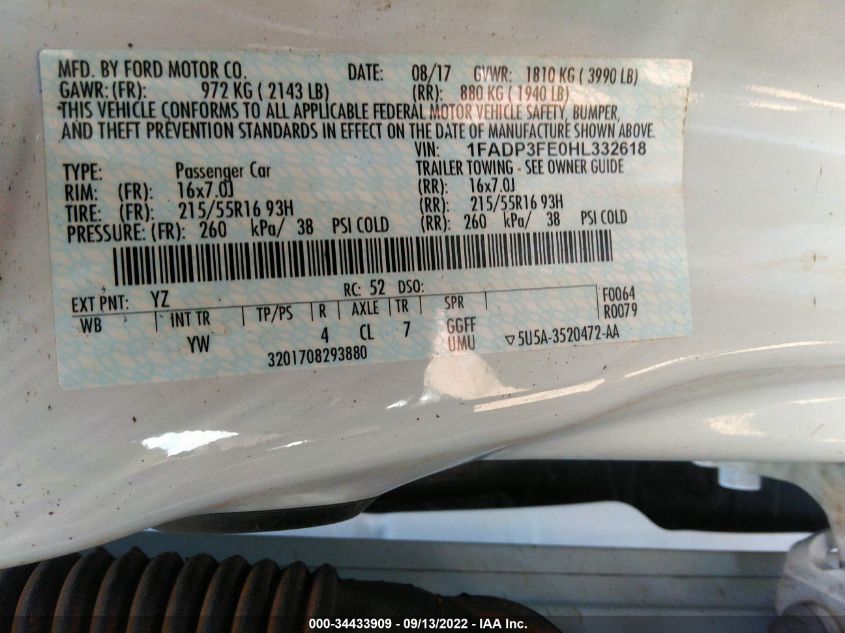 MFD. BY FORD MOTOR CO. DATE: 08/17 GVWR: 1810 KG ( 3990 LB)
GAWR: (FR): 972 KG ( 2143 LB) (RR): 880 KG ( 1940 LB)
THIS VEHICLE CONFORMS TO ALL APPLICABLE FEDERAL MOTOR VEHICLE SAFETY, BUMPER,
AND THEFT PREVENTION STANDARDS IN EFFECT ON THE DATE OF MANUFACTURE SHOWN ABOVE.
VIN: 1FADP3FE0HL332618
TYPE: Passenger Car TRAILER TOWING - SEE OWNER GUIDE
RIM: (FR): 16x7.0J (RR): 16x7.0J
TIRE: (FR): 215/55R16 93H (RR): 215/55R16 93H
PRESSURE: (FR): 260 kPa/ 38 PSI COLD (RR): 260 kPa/ 38 PSI COLD
EXT PNT: YZ RC: 52 DSO: F0064
WB INT TR TP/PS R AXLE TR SPR R0079
YW 4 CL 7 GGFF
UMU ▽5U5A-3520472-AA
3201708293880
000-34433909 - 09/13/2022 - IAA Inc.